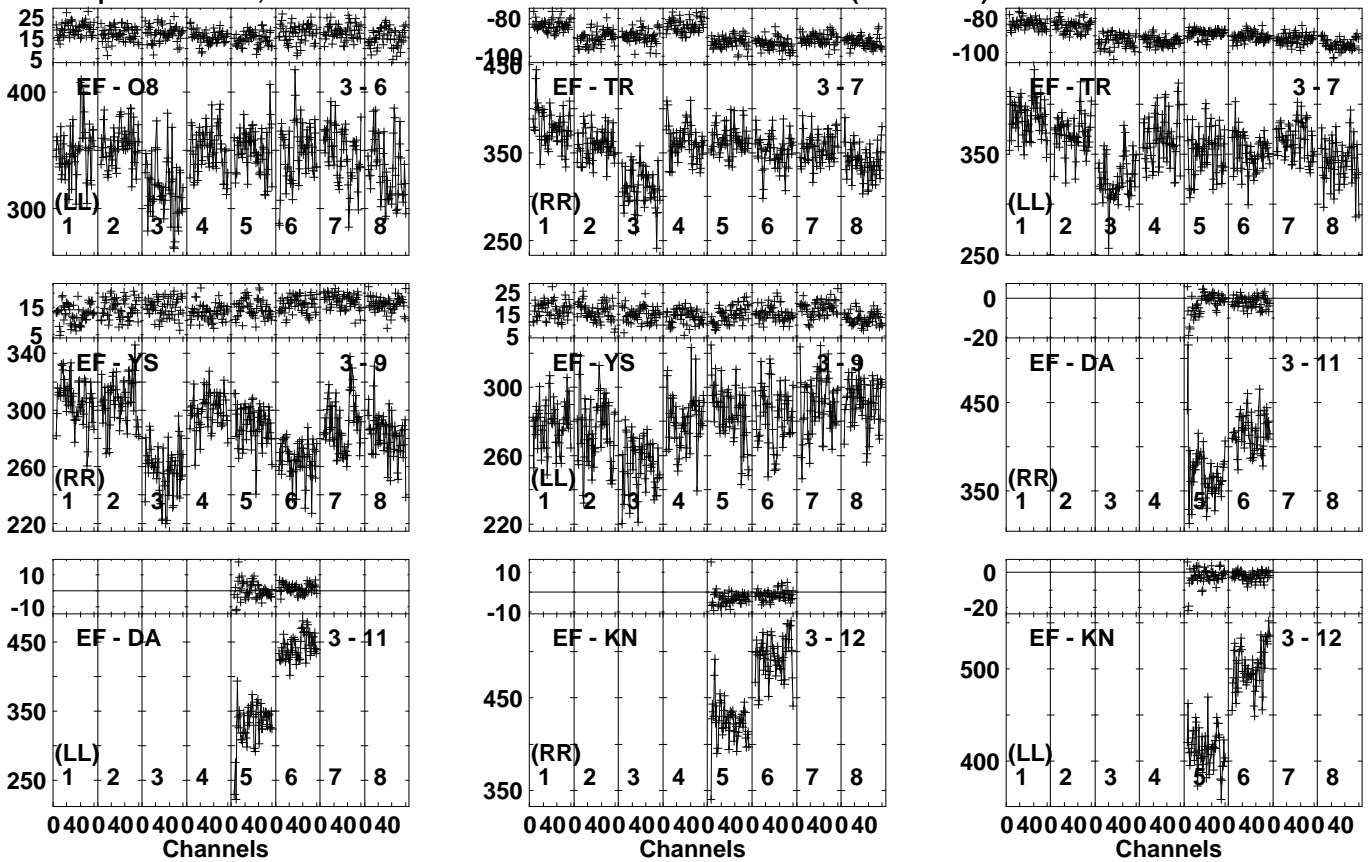 25
15
5
400
300
EF - O8 3 - 6
(LL)
1 2 3 4 5 6 7 8
-80
-100
450
350
250
EF - TR 3 - 7
(RR)
1 2 3 4 5 6 7 8
-80
-100
350
250
EF - TR 3 - 7
(LL)
1 2 3 4 5 6 7 8
15
5
340
300
260
220
EF - YS 3 - 9
(RR)
1 2 3 4 5 6 7 8
25
15
5
300
260
220
EF - YS 3 - 9
(LL)
1 2 3 4 5 6 7 8
0
-20
450
350
EF - DA 3 - 11
(RR)
1 2 3 4 5 6 7 8
10
-10
450
350
250
EF - DA 3 - 11
(LL)
1 2 3 4 5 6 7 8
0 40 0 40 0 40 0 40 0 40 0 40 0 40 0 40
Channels
10
-10
450
350
EF - KN 3 - 12
(RR)
1 2 3 4 5 6 7 8
0 40 0 40 0 40 0 40 0 40 0 40 0 40 0 40
Channels
0
-20
500
400
EF - KN 3 - 12
(LL)
1 2 3 4 5 6 7 8
0 40 0 40 0 40 0 40 0 40 0 40 0 40 0 40
Channels